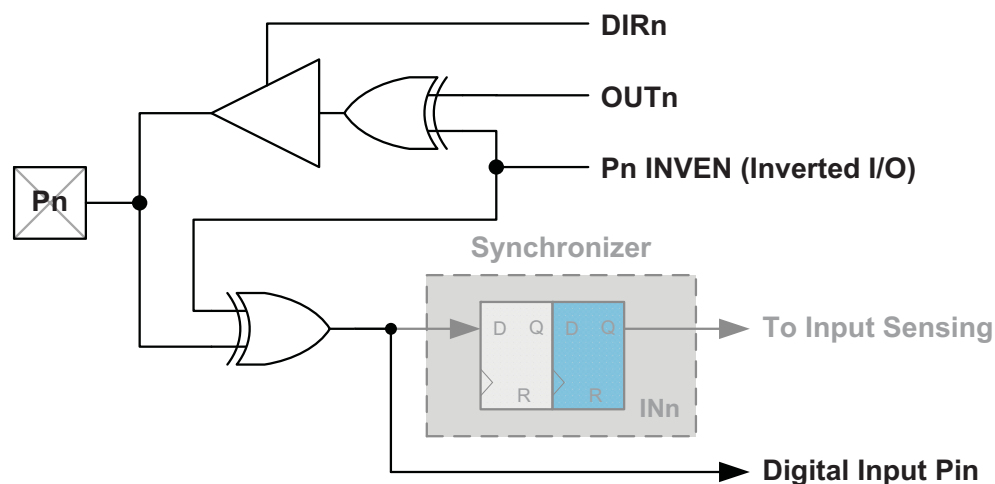 DIRn
OUTn
Pn INVEN (Inverted I/O)
Pn
Synchronizer
D Q D Q
To Input Sensing
R R
INn
Digital Input Pin